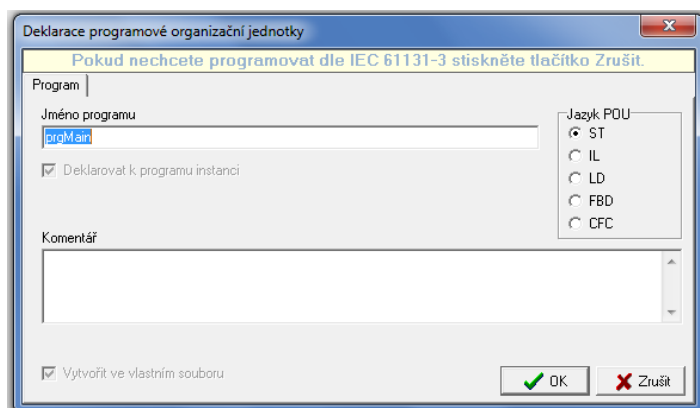 Deklarace programové organizační jednotky
Pokud nechcete programovat dle IEC 61131-3 stiskněte tlačítko Zrušit.
Program
Jméno programu
prgMain
Deklarovat k programu instanci
Jazyk POU
ST
IL
LD
FBD
CFC
Komentář
Vytvořit ve vlastním souboru
OK
Zrušit